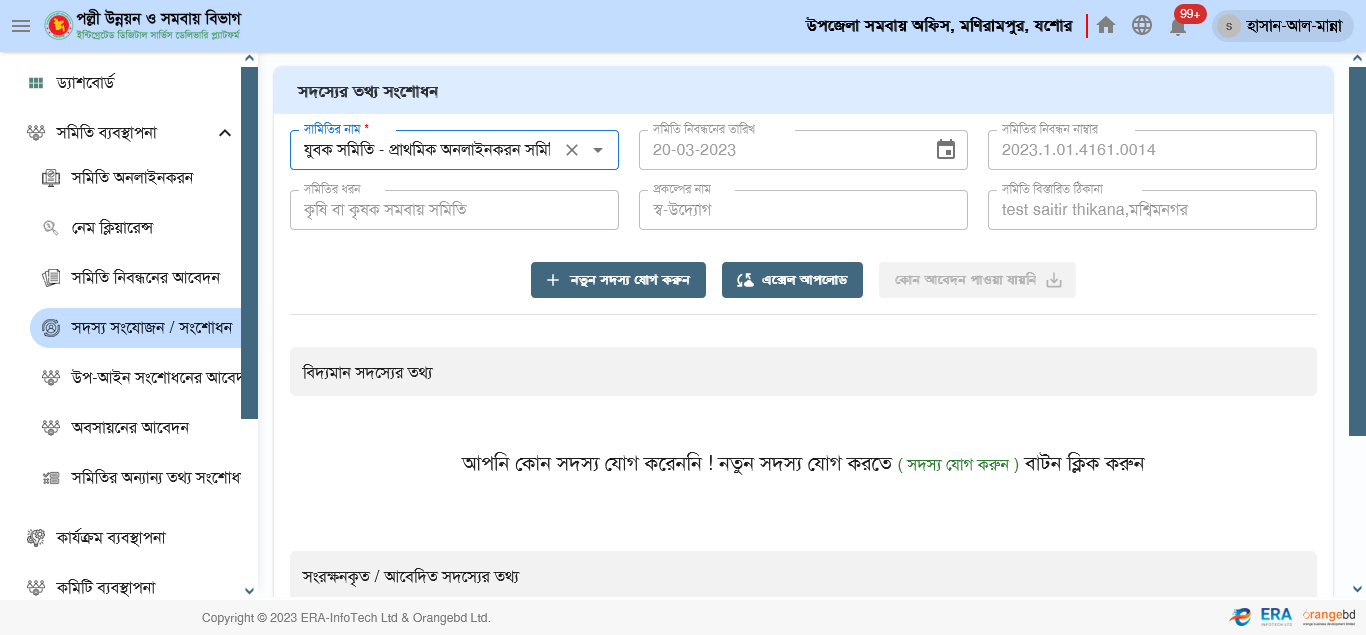 পল্লী উন্নয়ন ও সমবায় বিভাগ
ইন্টিগ্রেটেড ডিজিটাল সার্ভিস ডেলিভারি প্ল্যাটফর্ম
উপজেলা সমবায় অফিস, মণিরামপুর, যশোর
99+
s হাসান-আল-মান্না
ড্যাশবোর্ড
সমিতি ব্যবস্থাপনা
সমিতি অনলাইনকরন
নেম ক্লিয়ারেন্স
সমিতি নিবন্ধনের আবেদন
সদস্য সংযোজন / সংশোধন
উপ-আইন সংশোধনের আবেদ
অবসায়নের আবেদন
সমিতির অন্যান্য তথ্য সংশোধ
কার্যক্রম ব্যবস্থাপনা
কমিটি ব্যবস্থাপনা
সদস্যের তথ্য সংশোধন
সামিতির নাম *
যুবক সমিতি - প্রাথমিক অনলাইনকরন সমি
সমিতি নিবন্ধনের তারিখ
20-03-2023
সমিতির নিবন্ধন নাম্বার
2023.1.01.4161.0014
সমিতির ধরন
কৃষি বা কৃষক সমবায় সমিতি
প্রকল্পের নাম
স্ব-উদ্যোগ
সমিতি বিস্তারিত ঠিকানা
test saitir thikana,মশ্মিমনগর
নতুন সদস্য যোগ করুন
এক্সেল আপলোড
কোন আবেদন পাওয়া যায়নি
বিদ্যমান সদস্যের তথ্য
আপনি কোন সদস্য যোগ করেননি ! নতুন সদস্য যোগ করতে ( সদস্য যোগ করুন ) বাটন ক্লিক করুন
সংরক্ষনকৃত / আবেদিত সদস্যের তথ্য
Copyright © 2023 ERA-InfoTech Ltd & Orangebd Ltd.
ERA
INFOTECH LTD
orangebd